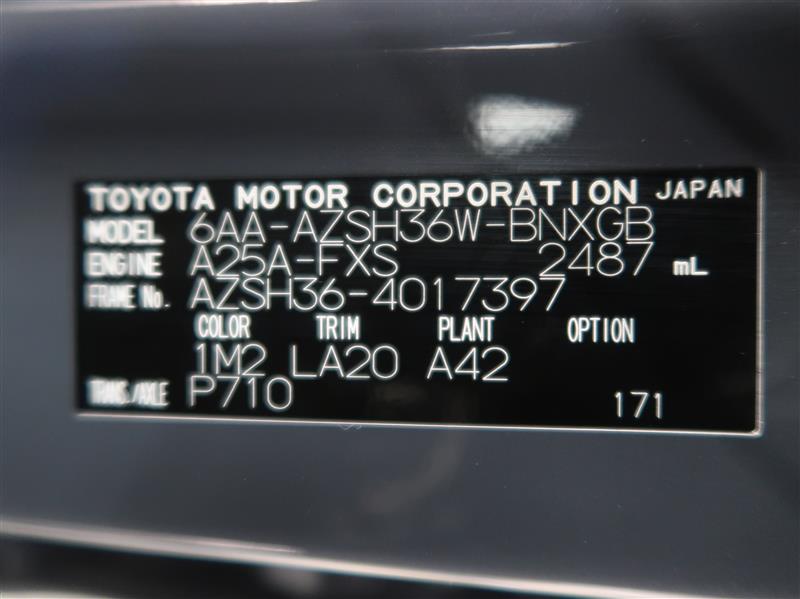 TOYOTA MOTOR CORPORATION JAPAN
MODEL 6AA-AZSH36W-BNXGB
ENGINE A25A-FXS 2487 mL
FRAME No. AZSH36-4017397
COLOR TRIM PLANT OPTION
1M2 LA20 A42
TRANS./AXLE P710 171